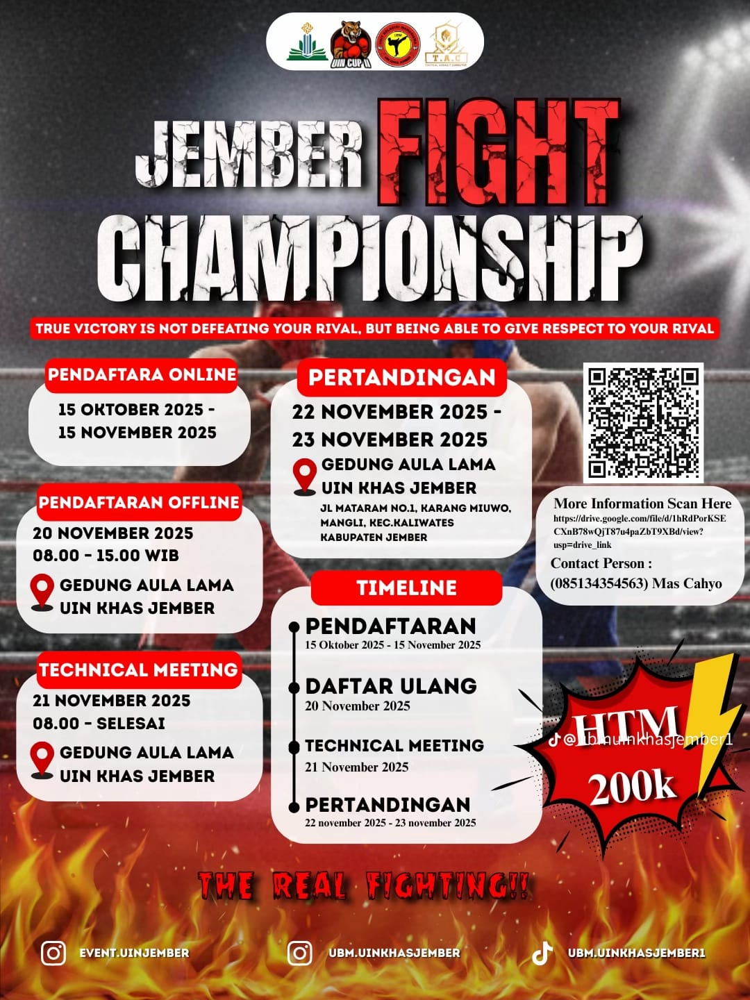 UIN CUP II
UBM
T.A.C
JEMBER FIGHT
CHAMPIONSHIP
TRUE VICTORY IS NOT DEFEATING YOUR RIVAL, BUT BEING ABLE TO GIVE RESPECT TO YOUR RIVAL
PENDAFTARA ONLINE
15 OKTOBER 2025 -
15 NOVEMBER 2025
PENDAFTARAN OFFLINE
20 NOVEMBER 2025
08.00 - 15.00 WIB
GEDUNG AULA LAMA
UIN KHAS JEMBER
TECHNICAL MEETING
21 NOVEMBER 2025
08.00 - SELESAI
GEDUNG AULA LAMA
UIN KHAS JEMBER
PERTANDINGAN
22 NOVEMBER 2025 -
23 NOVEMBER 2025
GEDUNG AULA LAMA
UIN KHAS JEMBER
JL MATARAM NO.1, KARANG MIUWO,
MANGLI, KEC.KALIWATES
KABUPATEN JEMBER
TIMELINE
PENDAFTARAN
15 Oktober 2025 - 15 November 2025
DAFTAR ULANG
20 November 2025
TECHNICAL MEETING
21 November 2025
PERTANDINGAN
22 november 2025 - 23 november 2025
More Information Scan Here
https://drive.google.com/file/d/1hRdPorKSE
CXnB78wQjT87u4paZbT9XBd/view?
usp=drive_link
Contact Person :
(085134354563) Mas Cahyo
HTM
@ubmuinkhasjember1
200k
THE REAL FIGHTING!!
EVENT.UINJEMBER
UBM.UINKHASJEMBER
UBM.UINKHASJEMBER1